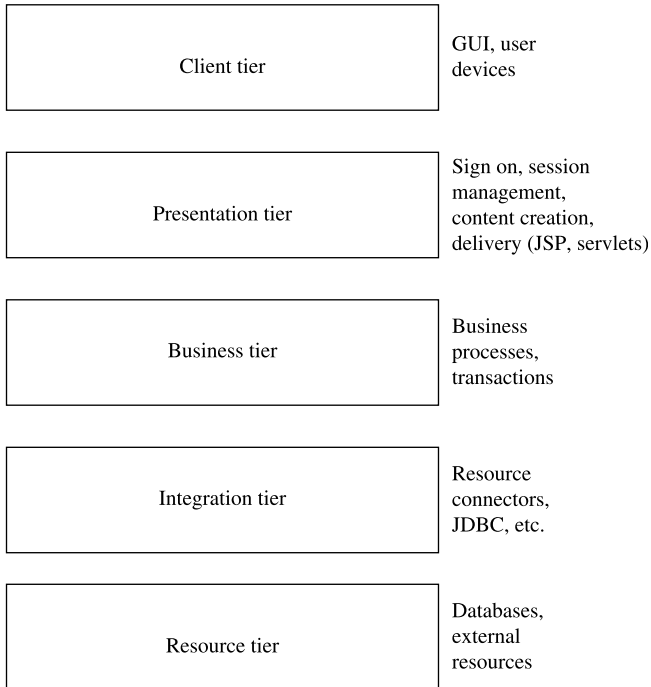 Client tier
GUI, user
devices
Presentation tier
Sign on, session
management,
content creation,
delivery (JSP, servlets)
Business tier
Business
processes,
transactions
Integration tier
Resource
connectors,
JDBC, etc.
Resource tier
Databases,
external
resources